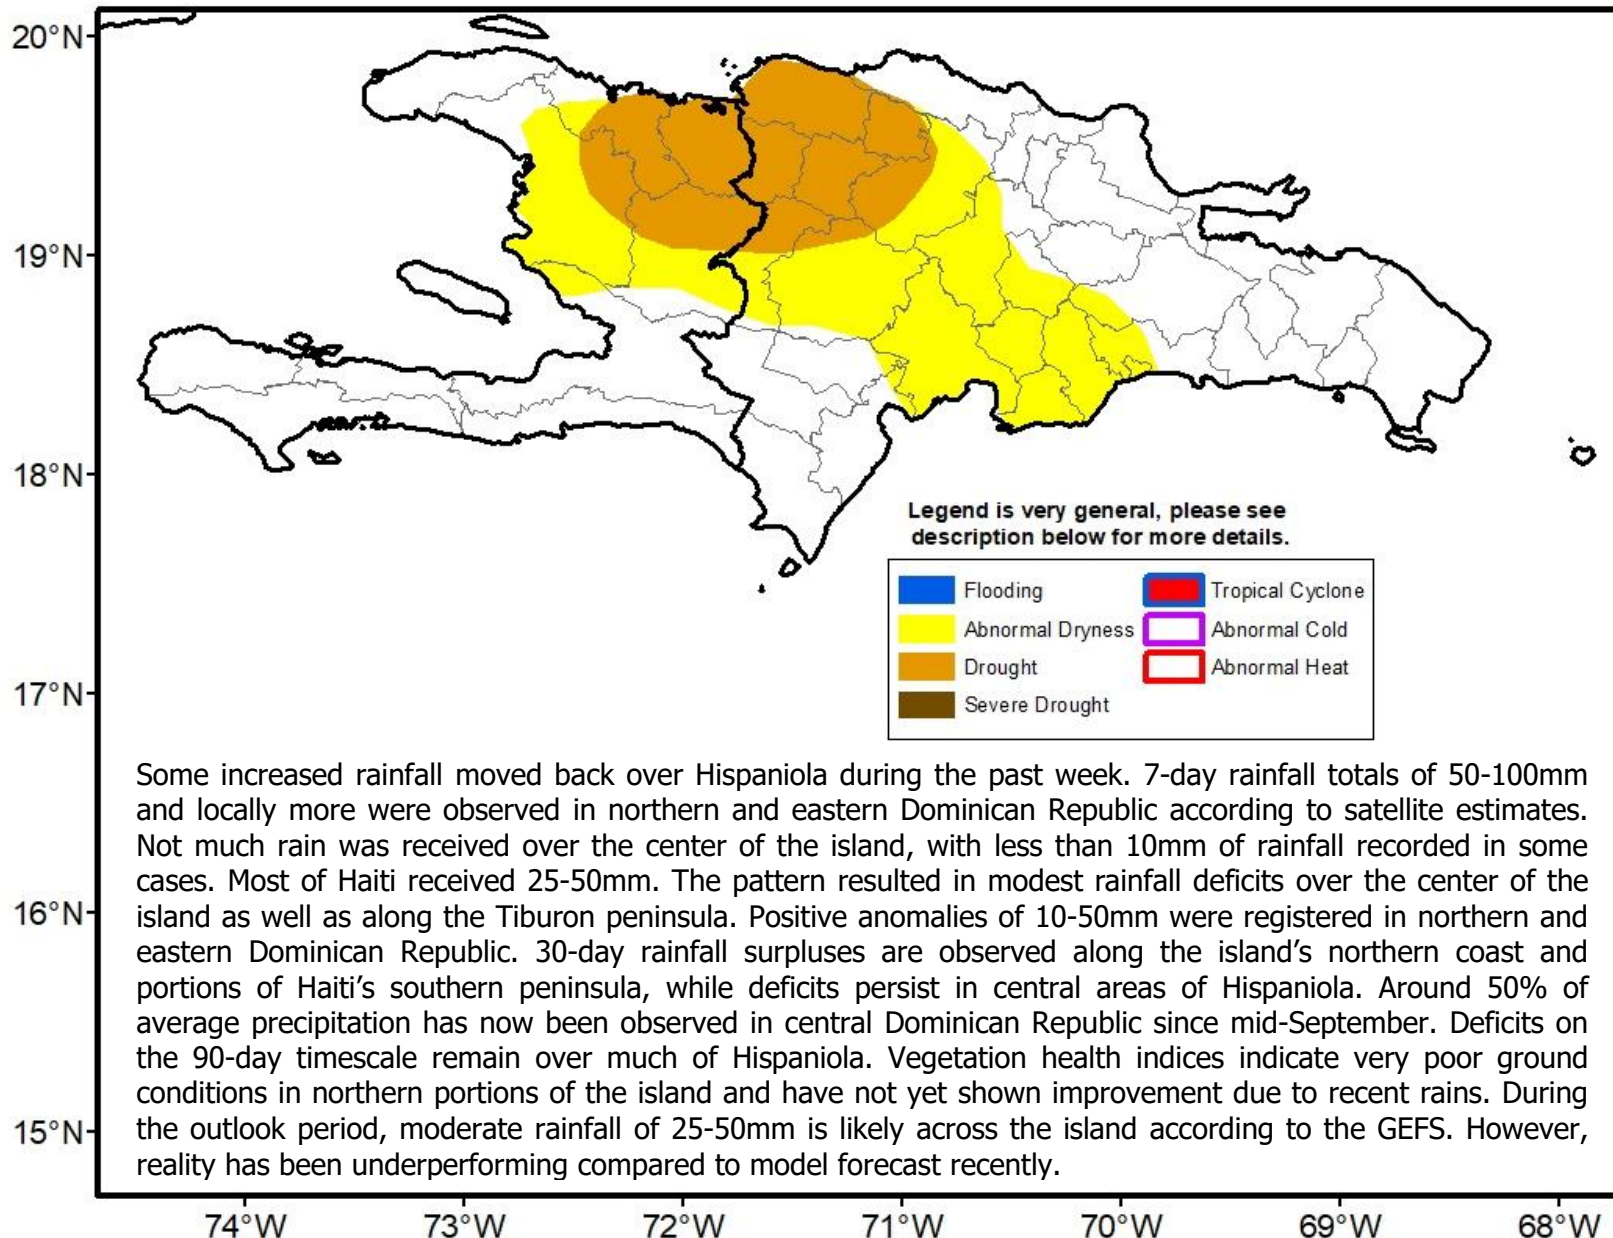 20°N
19°N
18°N
17°N
16°N
15°N
Legend is very general, please see
description below for more details.
Flooding
Tropical Cyclone
Abnormal Dryness
Abnormal Cold
Drought
Abnormal Heat
Severe Drought
Some increased rainfall moved back over Hispaniola during the past week. 7-day rainfall totals of 50-100mm
and locally more were observed in northern and eastern Dominican Republic according to satellite estimates.
Not much rain was received over the center of the island, with less than 10mm of rainfall recorded in some
cases. Most of Haiti received 25-50mm. The pattern resulted in modest rainfall deficits over the center of the
island as well as along the Tiburon peninsula. Positive anomalies of 10-50mm were registered in northern and
eastern Dominican Republic. 30-day rainfall surpluses are observed along the island’s northern coast and
portions of Haiti’s southern peninsula, while deficits persist in central areas of Hispaniola. Around 50% of
average precipitation has now been observed in central Dominican Republic since mid-September. Deficits on
the 90-day timescale remain over much of Hispaniola. Vegetation health indices indicate very poor ground
conditions in northern portions of the island and have not yet shown improvement due to recent rains. During
the outlook period, moderate rainfall of 25-50mm is likely across the island according to the GEFS. However,
reality has been underperforming compared to model forecast recently.
74°W
73°W
72°W
71°W
70°W
69°W
68°W